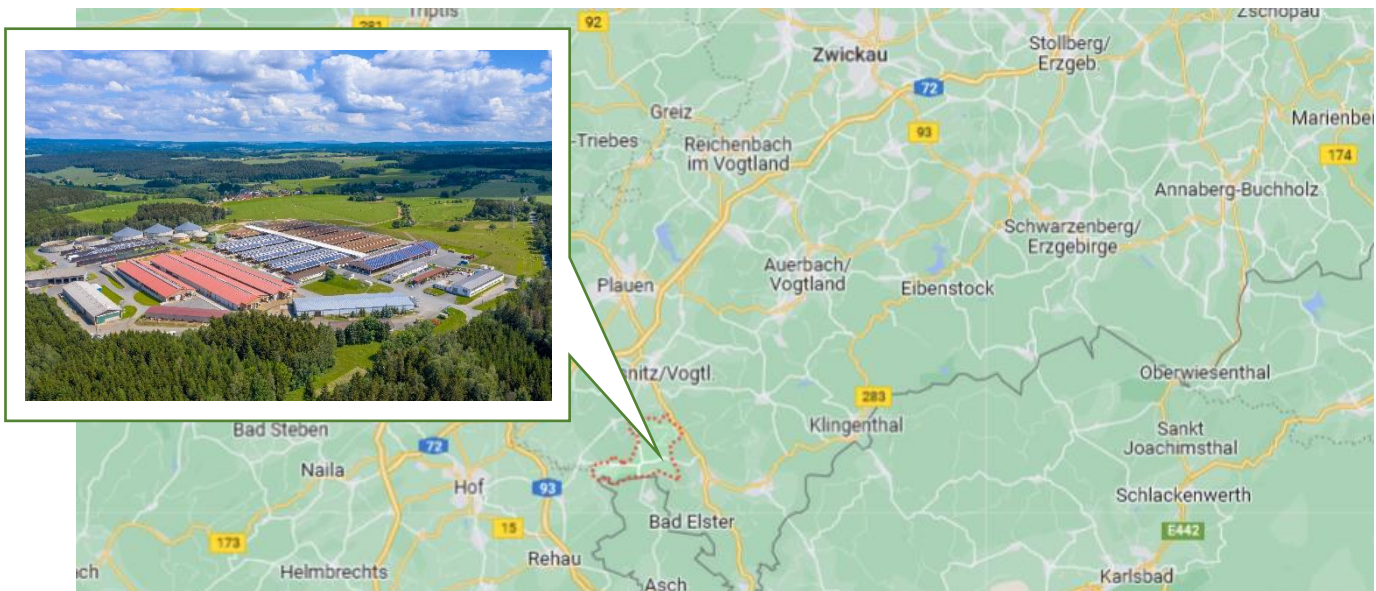 Triptis
281
92
Zschopau
Stollberg/
Erzgeb.
Zwickau
72
Greiz
93
Marienber
-Triebes
Reichenbach
im Vogtland
174
Annaberg-Buchholz
Schwarzenberg/
Erzgebirge
Auerbach/
Vogtland
Plauen
Eibenstock
snitz/Vogtl.
Oberwiesenthal
283
Bad Steben
Klingenthal
Sankt
Joachimsthal
72
Naila
Hof
93
Schlackenwerth
15
Bad Elster
173
E442
Rehau
ch
Helmbrechts
Asch
Karlsbad